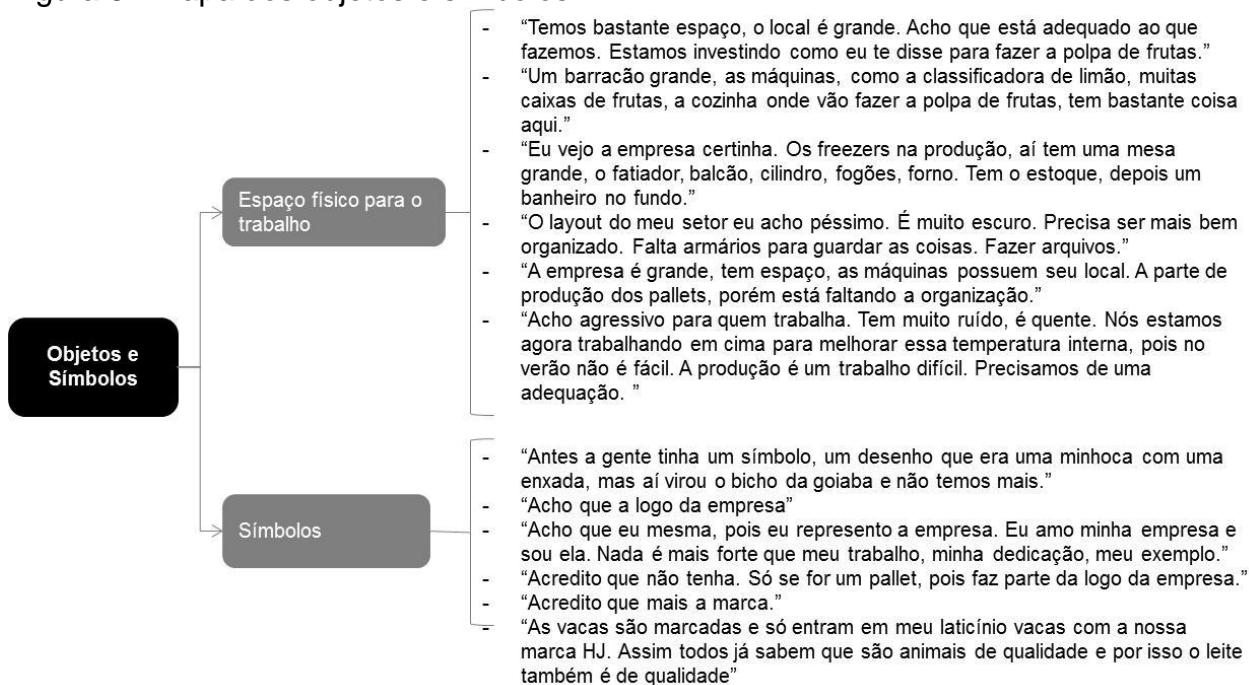 - “Temos bastante espaço, o local é grande. Acho que está adequado ao que
fazemos. Estamos investindo como eu te disse para fazer a polpa de frutas.”
- “Um barracão grande, as máquinas, como a classificadora de limão, muitas
caixas de frutas, a cozinha onde vão fazer a polpa de frutas, tem bastante coisa
aqui.”
- “Eu vejo a empresa certinha. Os freezers na produção, aí tem uma mesa
grande, o fatiador, balcão, cilindro, fogões, forno. Tem o estoque, depois um
banheiro no fundo.”
Espaço físico para o
trabalho
- “O layout do meu setor eu acho péssimo. É muito escuro. Precisa ser mais bem
organizado. Falta armários para guardar as coisas. Fazer arquivos.”
- “A empresa é grande, tem espaço, as máquinas possuem seu local. A parte de
produção dos pallets, porém está faltando a organização.”
- “Acho agressivo para quem trabalha. Tem muito ruído, é quente. Nós estamos
agora trabalhando em cima para melhorar essa temperatura interna, pois no
verão não é fácil. A produção é um trabalho difícil. Precisamos de uma
adequação. ”
Objetos e
Símbolos
- “Antes a gente tinha um símbolo, um desenho que era uma minhoca com uma
enxada, mas aí virou o bicho da goiaba e não temos mais.”
- “Acho que a logo da empresa”
Símbolos
- “Acho que eu mesma, pois eu represento a empresa. Eu amo minha empresa e
sou ela. Nada é mais forte que meu trabalho, minha dedicação, meu exemplo.”
- “Acredito que não tenha. Só se for um pallet, pois faz parte da logo da empresa.”
- “Acredito que mais a marca.”
- “As vacas são marcadas e só entram em meu laticínio vacas com a nossa
marca HJ. Assim todos já sabem que são animais de qualidade e por isso o leite
também é de qualidade”